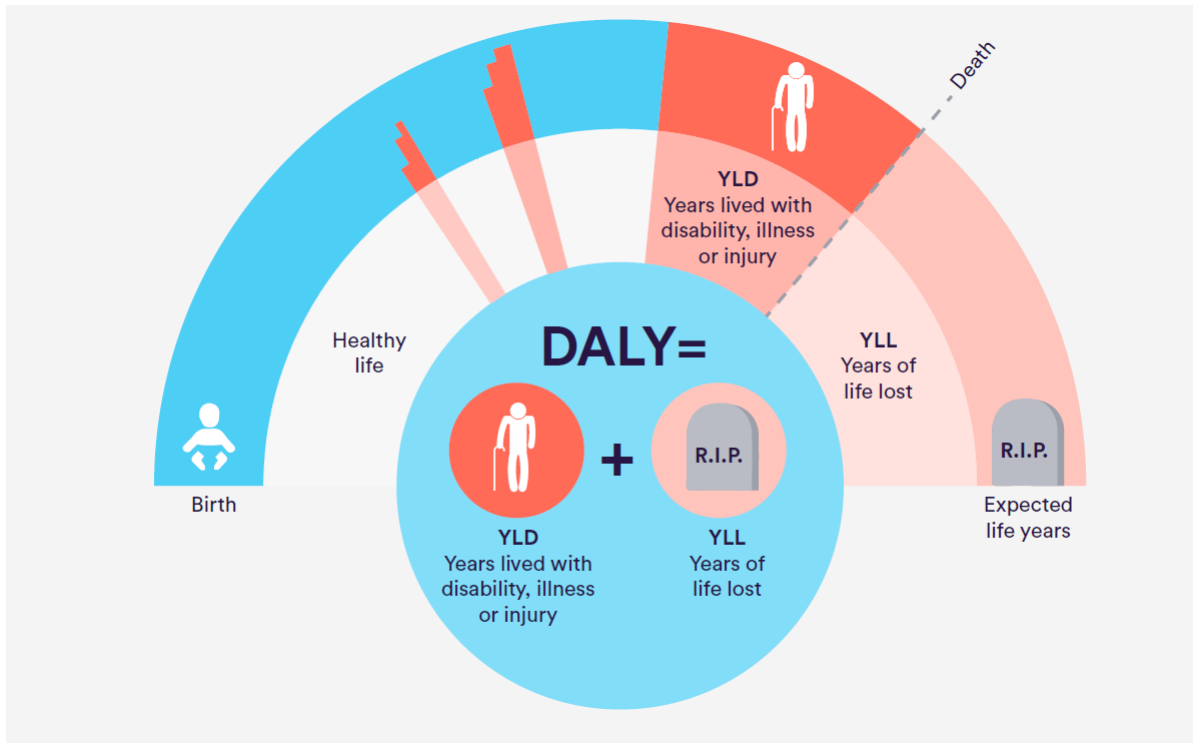 Death
YLD
Years lived with
disability, illness
or injury
Healthy
life
YLL
Years of
life lost
Birth
R.I.P.
Expected
life years
DALY=
+
R.I.P.
YLD
Years lived with
disability, illness
or injury
YLL
Years of
life lost